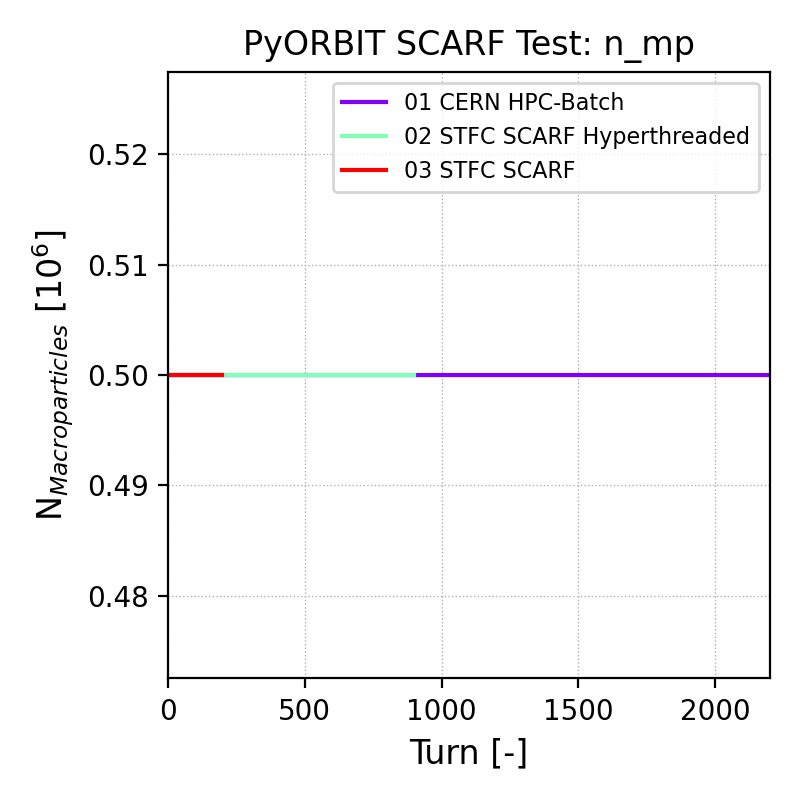 PyORBIT SCARF Test: n_mp
01 CERN HPC-Batch
02 STFC SCARF Hyperthreaded
03 STFC SCARF
N_Macroparticles [10^6]
0.52
0.51
0.50
0.49
0.48
0 500 1000 1500 2000
Turn [-]